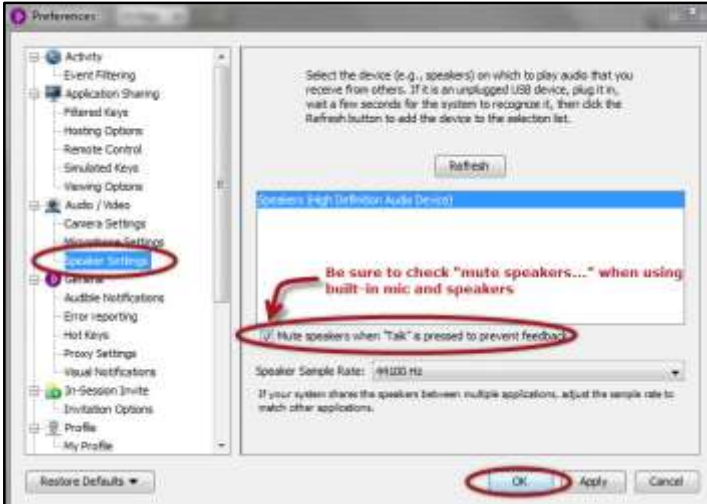 Preferences
Activity
Event Filtering
Application Sharing
Filtered Keys
Hosting Options
Remote Control
Simulated Keys
Viewing Options
Audio / Video
Camera Settings
Microphone Settings
Speaker Settings
General
Audible Notifications
Error reporting
Hot Keys
Proxy Settings
Visual Notifications
In-Session Invite
Invitation Options
Profile
My Profile
Restore Defaults
Select the device (e.g., speakers) on which to play audio that you
receive from others. If it is an unplugged USB device, plug it in,
wait a few seconds for the system to recognize it, then click the
Refresh button to add the device to the selection list.
Refresh
Speakers (High Definition Audio Device)
Be sure to check "mute speakers..." when using
built-in mic and speakers
Mute speakers when "Talk" is pressed to prevent feedback
Speaker Sample Rate: 44100 Hz
If your system shares the speakers between multiple applications, adjust the sample rate to
match other applications.
OK
Apply
Cancel